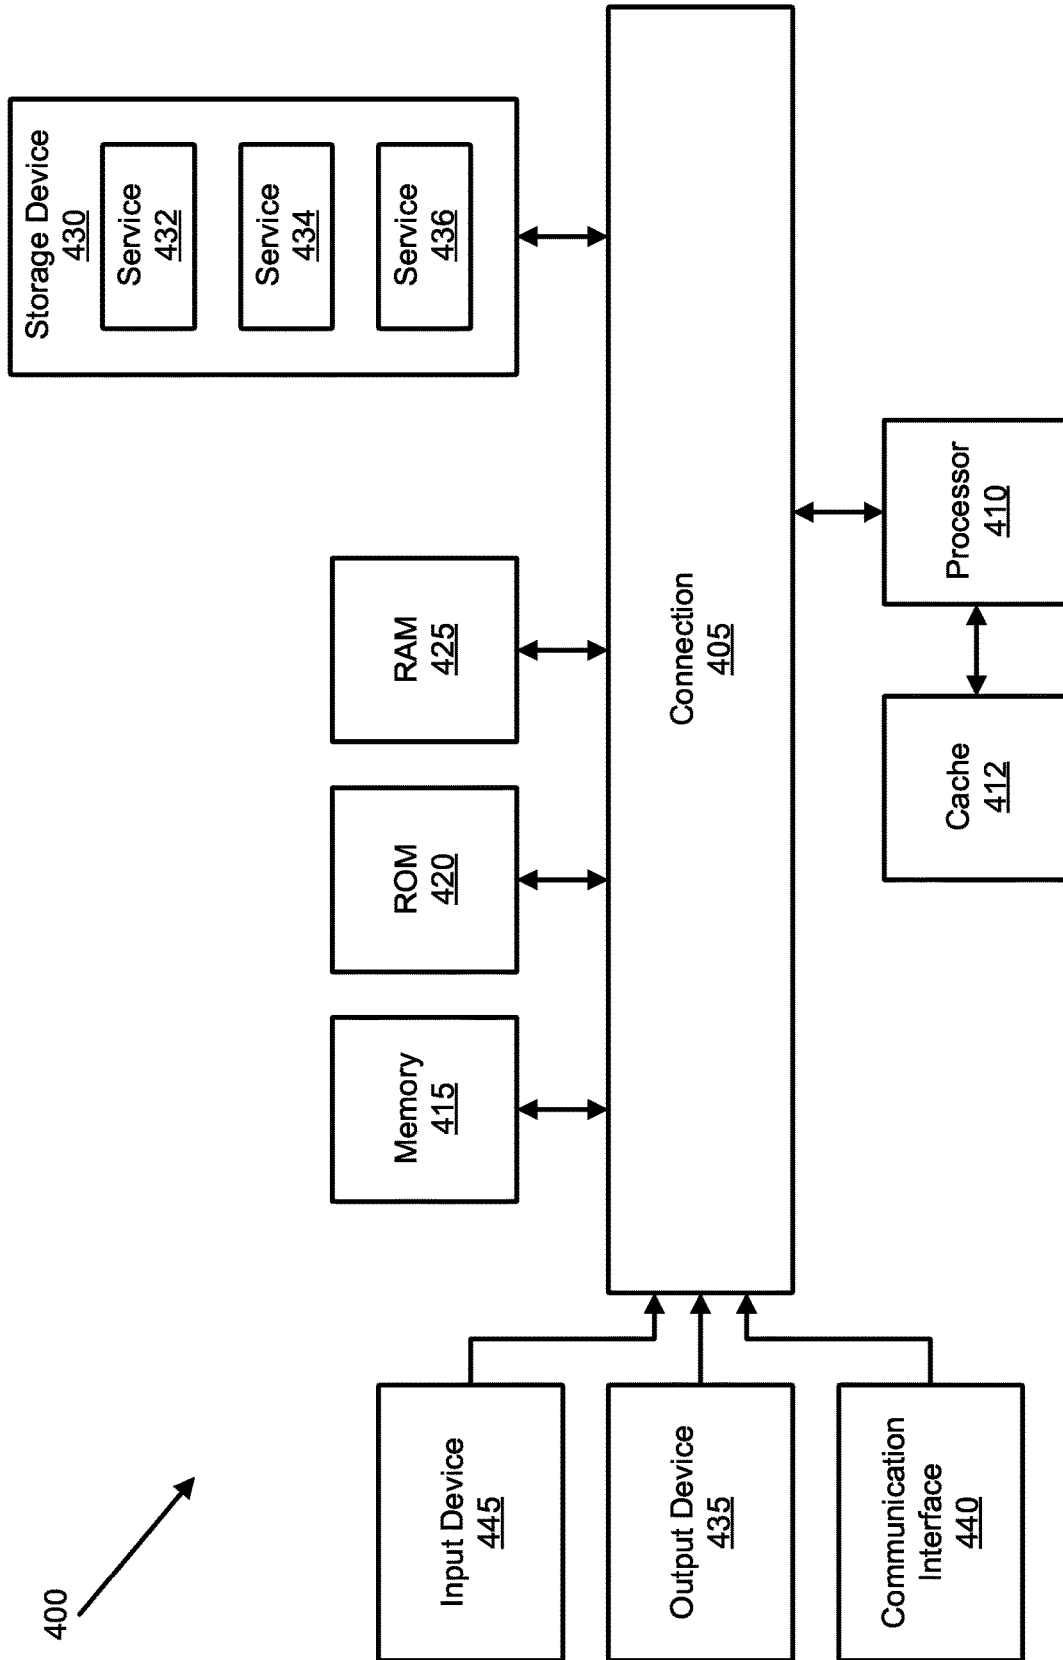 400
Input Device
445
Output Device
435
Communication
Interface
440
Memory
415
ROM
420
RAM
425
Storage Device
430
Service
432
Service
434
Service
436
Connection
405
Cache
412
Processor
410